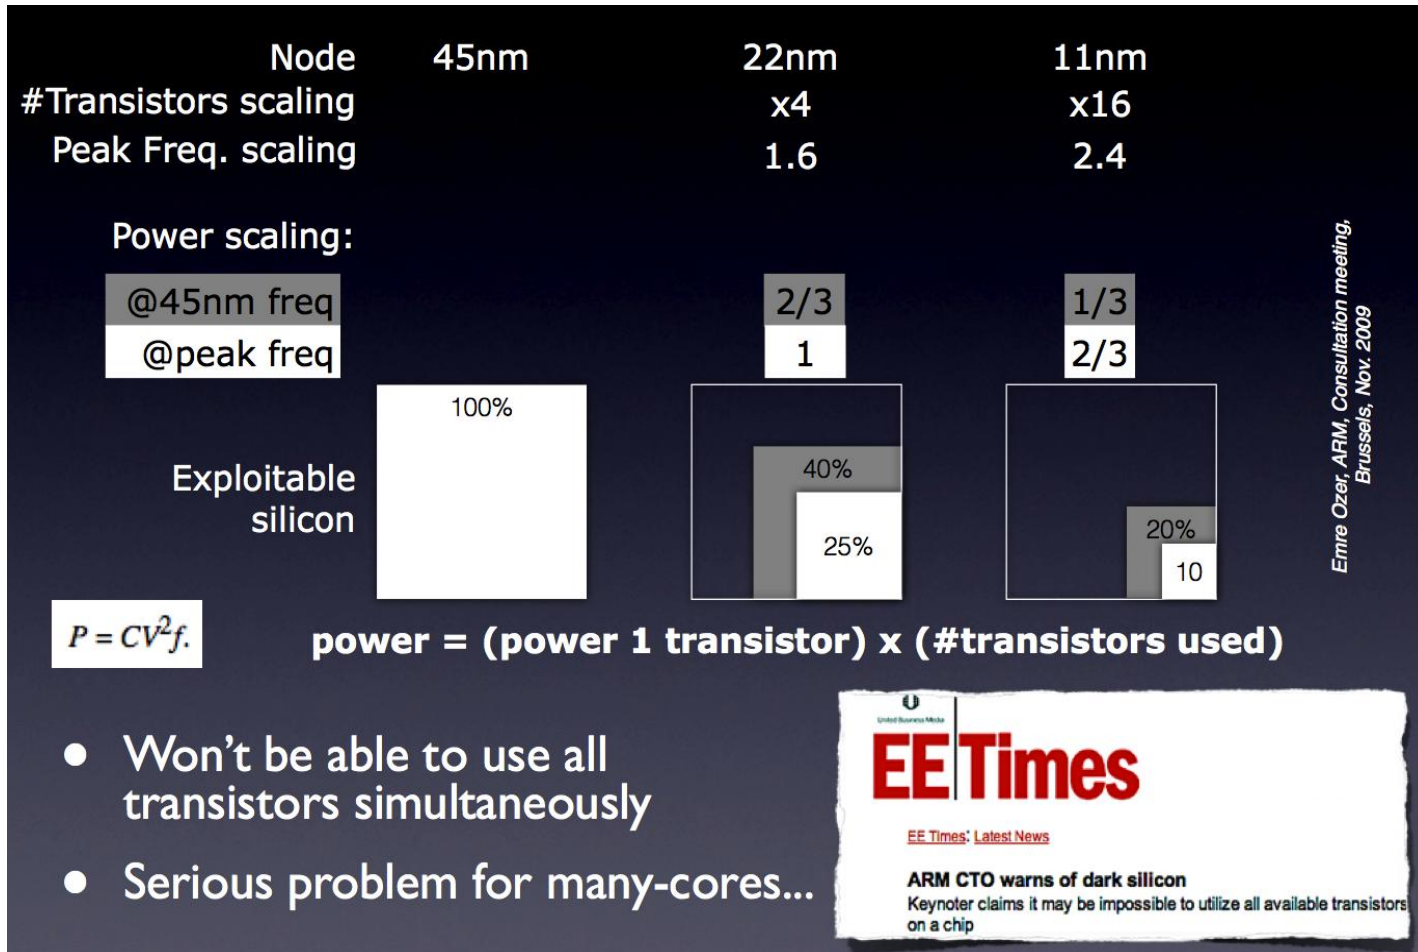 Node 45nm 22nm 11nm
#Transistors scaling x4 x16
Peak Freq. scaling 1.6 2.4
Power scaling:
@45nm freq 2/3 1/3
@peak freq 1 2/3
100%
Exploitable
silicon
40%
25%
20%
10
Emre Ozer, ARM, Consultation meeting,
Brussels, Nov. 2009
P = CV²f.
power = (power 1 transistor) x (#transistors used)
• Won't be able to use all
transistors simultaneously
• Serious problem for many-cores...
United Business Media
EE Times
EE Times: Latest News
ARM CTO warns of dark silicon
Keynoter claims it may be impossible to utilize all available transistors
on a chip